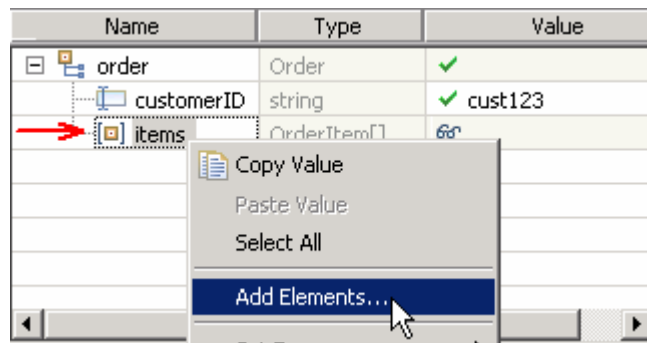 Name Type Value
order Order
customerID string cust123
items OrderItem[]
Copy Value
Paste Value
Select All
Add Elements...